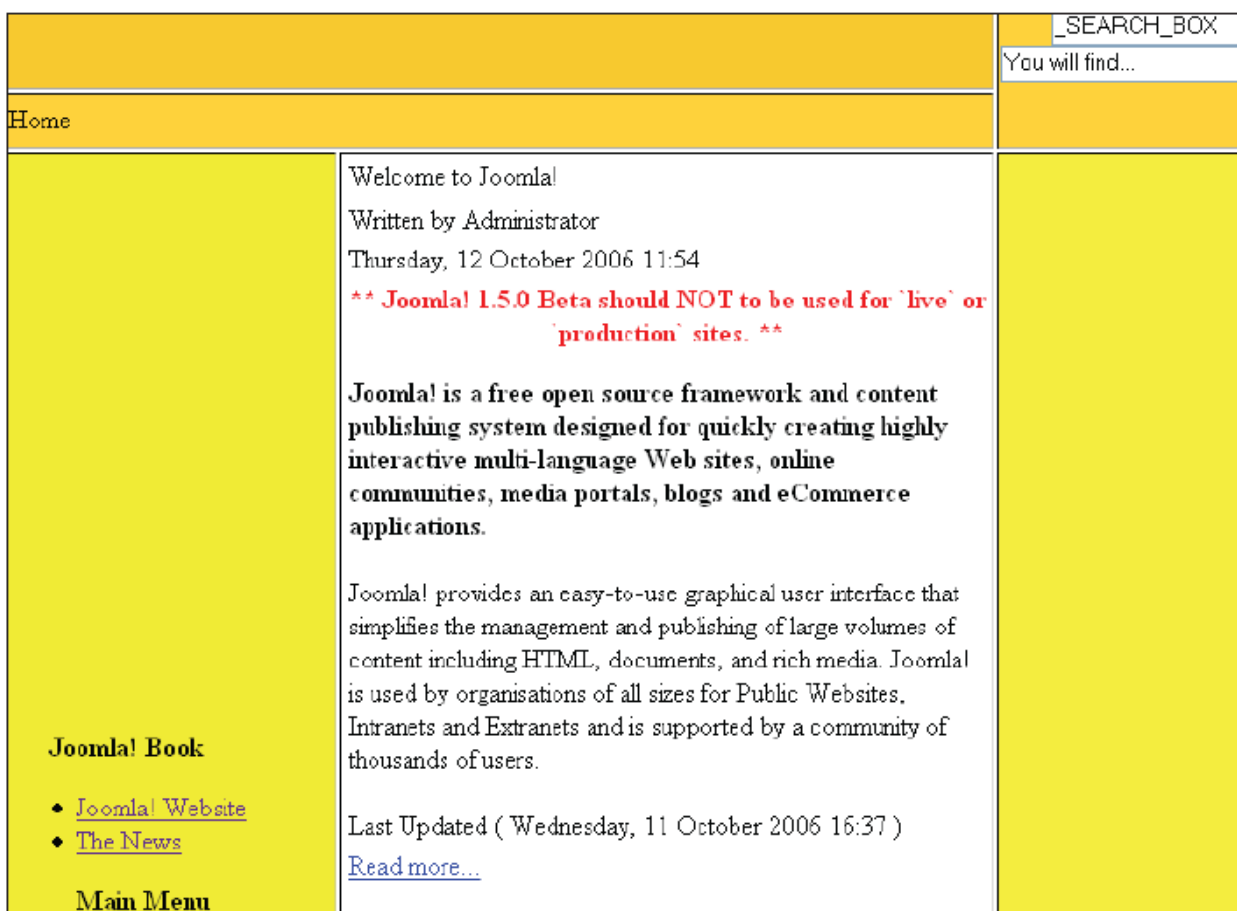 _SEARCH_BOX
You will find...
Home
Welcome to Joomla!
Written by Administrator
Thursday, 12 October 2006 11:54
** Joomla! 1.5.0 Beta should NOT to be used for `live` or
`production` sites. **
Joomla! is a free open source framework and content
publishing system designed for quickly creating highly
interactive multi-language Web sites, online
communities, media portals, blogs and eCommerce
applications.
Joomla! provides an easy-to-use graphical user interface that
simplifies the management and publishing of large volumes of
content including HTML, documents, and rich media. Joomla!
is used by organisations of all sizes for Public Websites,
Intranets and Extranets and is supported by a community of
thousands of users.
Last Updated ( Wednesday, 11 October 2006 16:37 )
Read more...
Joomla! Book
• Joomla! Website
• The News
Main Menu